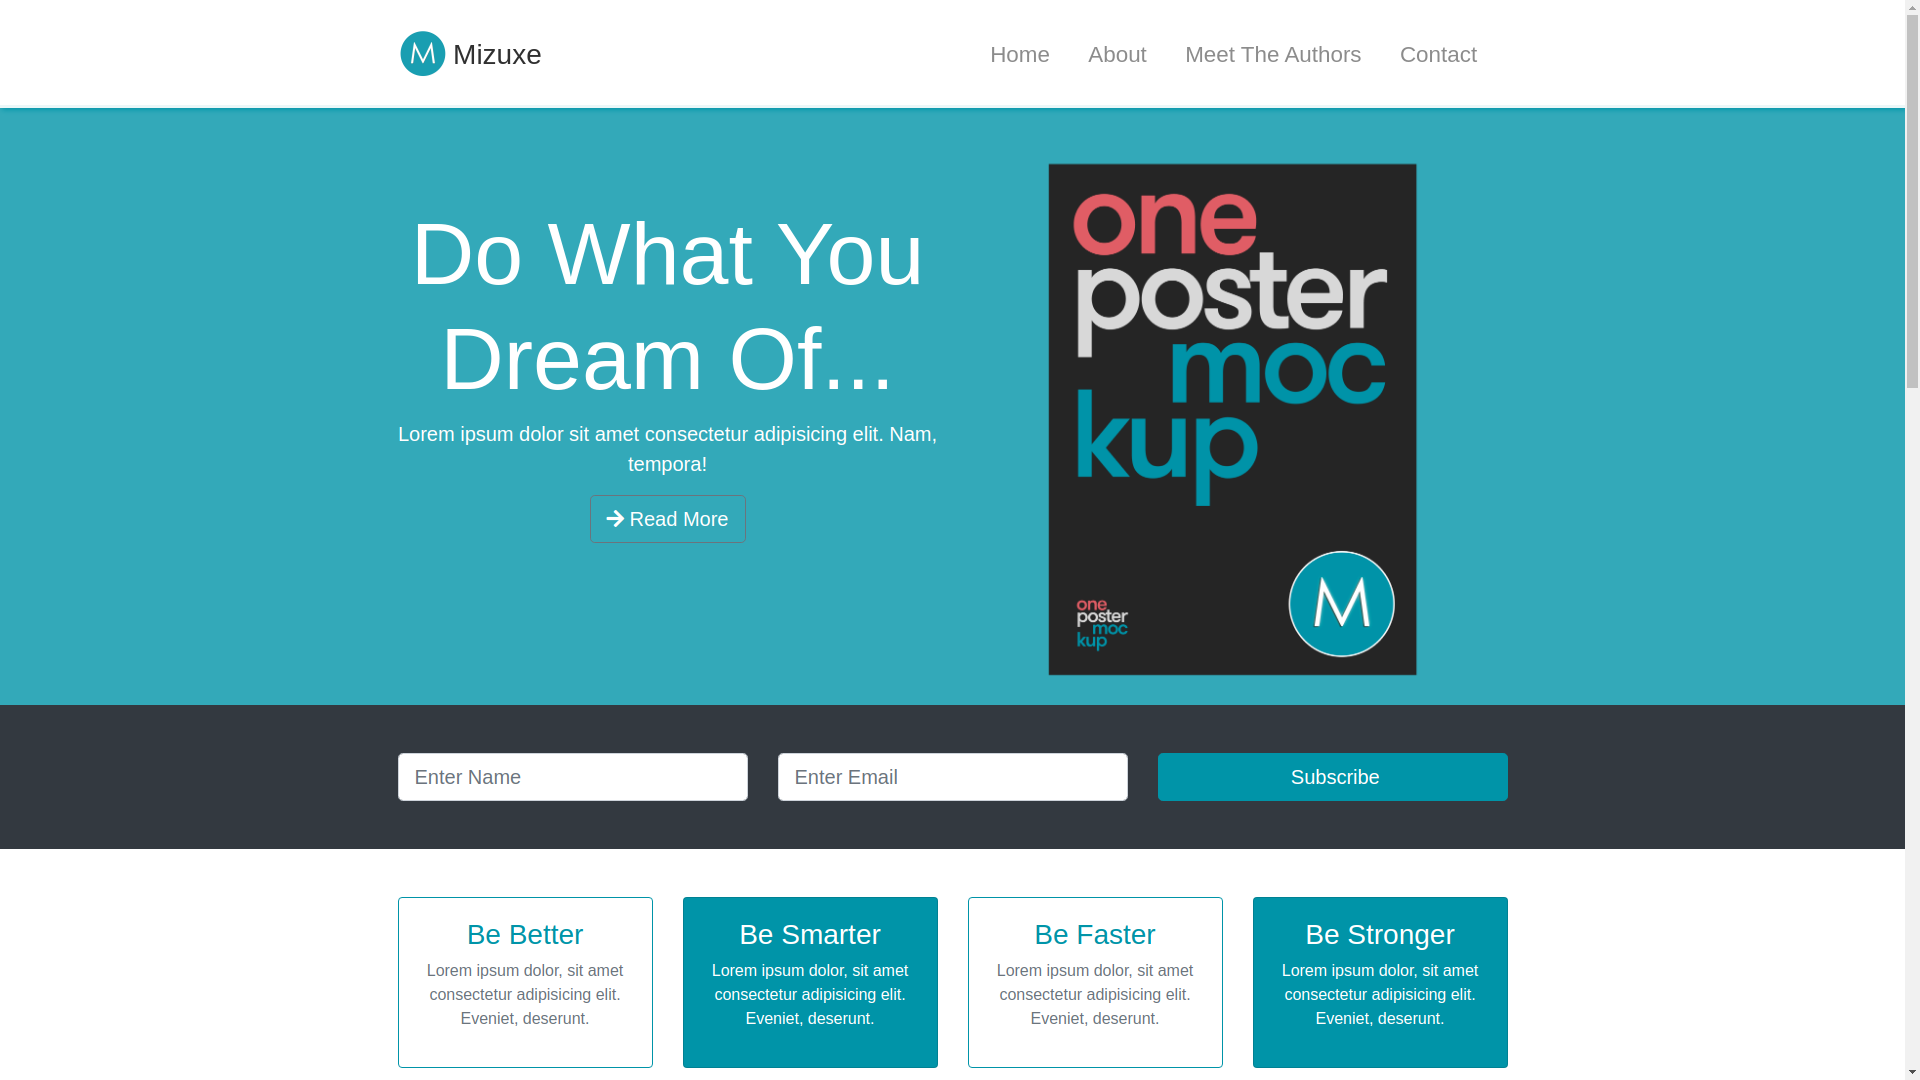 M Mizuxe
Home About Meet The Authors Contact
Do What You
Dream Of...
Lorem ipsum dolor sit amet consectetur adipisicing elit. Nam,
tempora!
Read More
one
poster
moc
kup
one
poster
moc
kup
M
Enter Name
Enter Email
Subscribe
Be Better
Lorem ipsum dolor, sit amet
consectetur adipisicing elit.
Eveniet, deserunt.
Be Smarter
Lorem ipsum dolor, sit amet
consectetur adipisicing elit.
Eveniet, deserunt.
Be Faster
Lorem ipsum dolor, sit amet
consectetur adipisicing elit.
Eveniet, deserunt.
Be Stronger
Lorem ipsum dolor, sit amet
consectetur adipisicing elit.
Eveniet, deserunt.